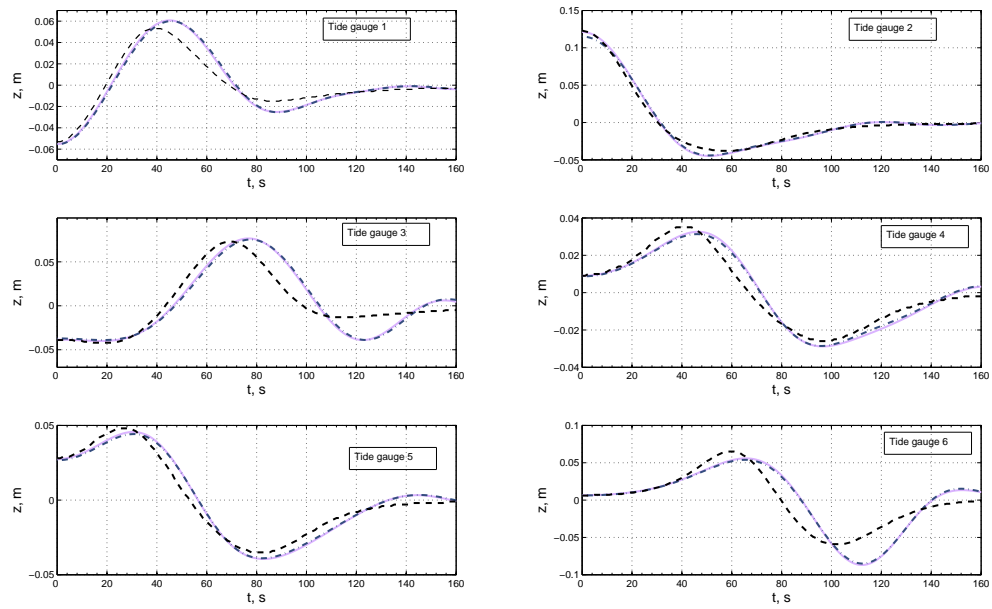 Tide gauge 1
0.06
0.04
0.02
0
−0.02
−0.04
−0.06
z, m
0 20 40 60 80 100 120 140 160
t, s
Tide gauge 2
0.15
0.1
0.05
0
−0.05
z, m
0 20 40 60 80 100 120 140 160
t, s
Tide gauge 3
0.05
0
−0.05
z, m
0 20 40 60 80 100 120 140 160
t, s
Tide gauge 4
0.04
0.02
0
−0.02
−0.04
z, m
0 20 40 60 80 100 120 140 160
t, s
Tide gauge 5
0.05
0
−0.05
z, m
0 20 40 60 80 100 120 140 160
t, s
Tide gauge 6
0.1
0.05
0
−0.05
−0.1
z, m
0 20 40 60 80 100 120 140 160
t, s